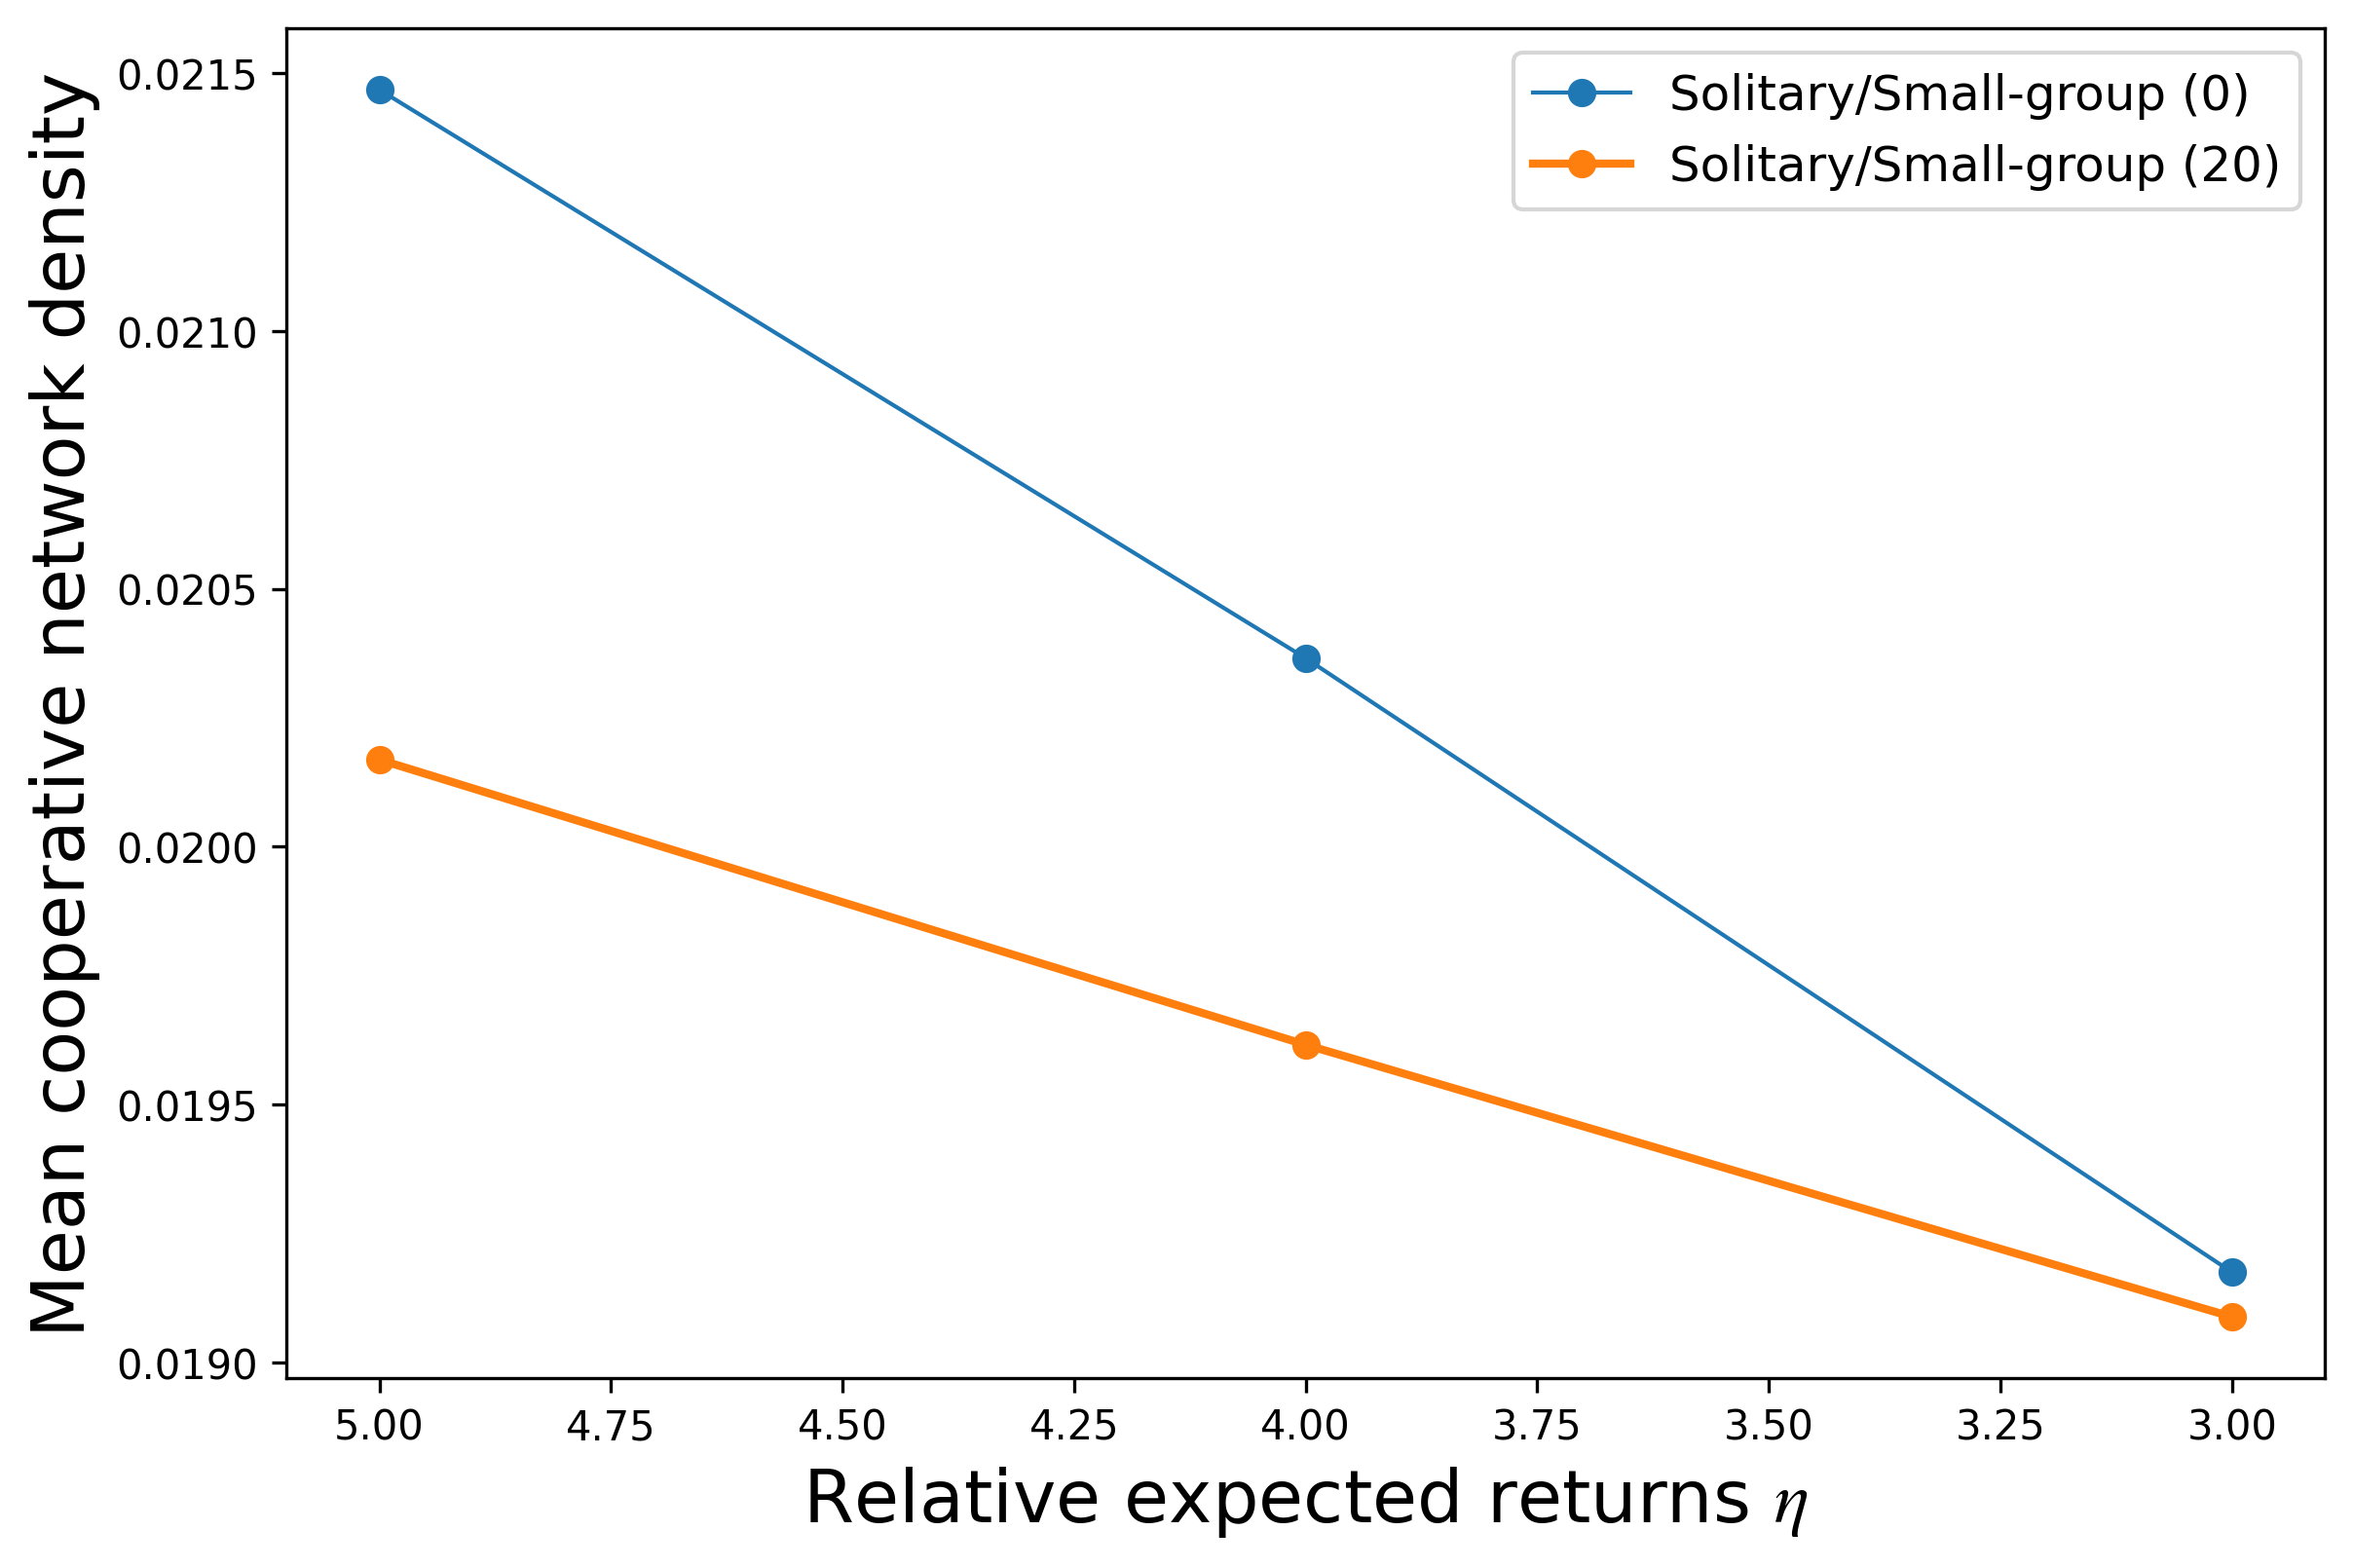 Mean cooperative network density
0.0215
0.0210
0.0205
0.0200
0.0195
0.0190
Solitary/Small-group (0)
Solitary/Small-group (20)
5.00 4.75 4.50 4.25 4.00 3.75 3.50 3.25 3.00
Relative expected returns η